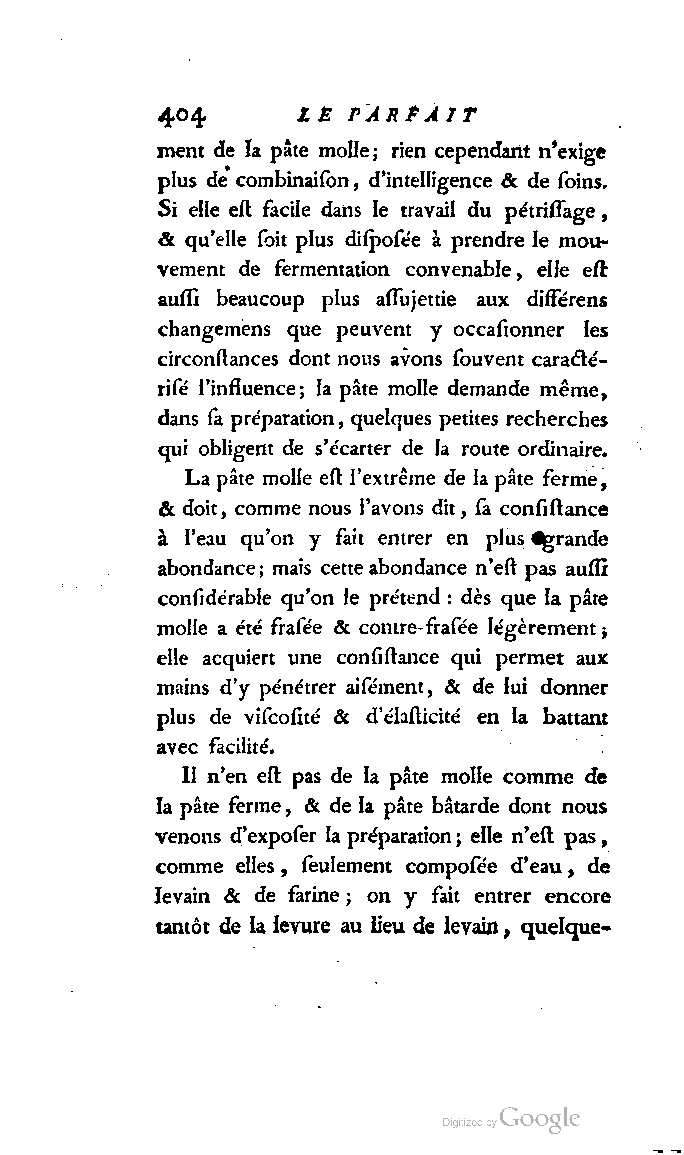 404 LE PARFAIT
ment de la pâte molle; rien cependant n'exige
plus de combinaiſon, d'intelligence & de ſoins.
Si elle eſt facile dans le travail du pétriſſage,
& qu'elle ſoit plus diſpoſée à prendre le mou-
vement de fermentation convenable, elle eſt
auſſi beaucoup plus aſſujettie aux différens
changemens que peuvent y occaſionner les
circonſtances dont nous avons ſouvent caracté-
riſé l'influence; la pâte molle demande même,
dans ſa préparation, quelques petites recherches
qui obligent de s'écarter de la route ordinaire.
La pâte molle eſt l'extrême de la pâte ferme,
& doit, comme nous l'avons dit, ſa conſiſtance
à l'eau qu'on y fait entrer en plus grande
abondance; mais cette abondance n'eſt pas auſſi
conſidérable qu'on le prétend : dès que la pâte
molle a été fraſée & contre-fraſée légèrement;
elle acquiert une conſiſtance qui permet aux
mains d'y pénétrer aiſément, & de lui donner
plus de viſcoſité & d'élaſticité en la battant
avec facilité.
Il n'en eſt pas de la pâte molle comme de
la pâte ferme, & de la pâte bâtarde dont nous
venons d'expoſer la préparation; elle n'eſt pas,
comme elles, ſeulement compoſée d'eau, de
levain & de farine; on y fait entrer encore
tantôt de la levure au lieu de levain, quelque-
Digitized by Google